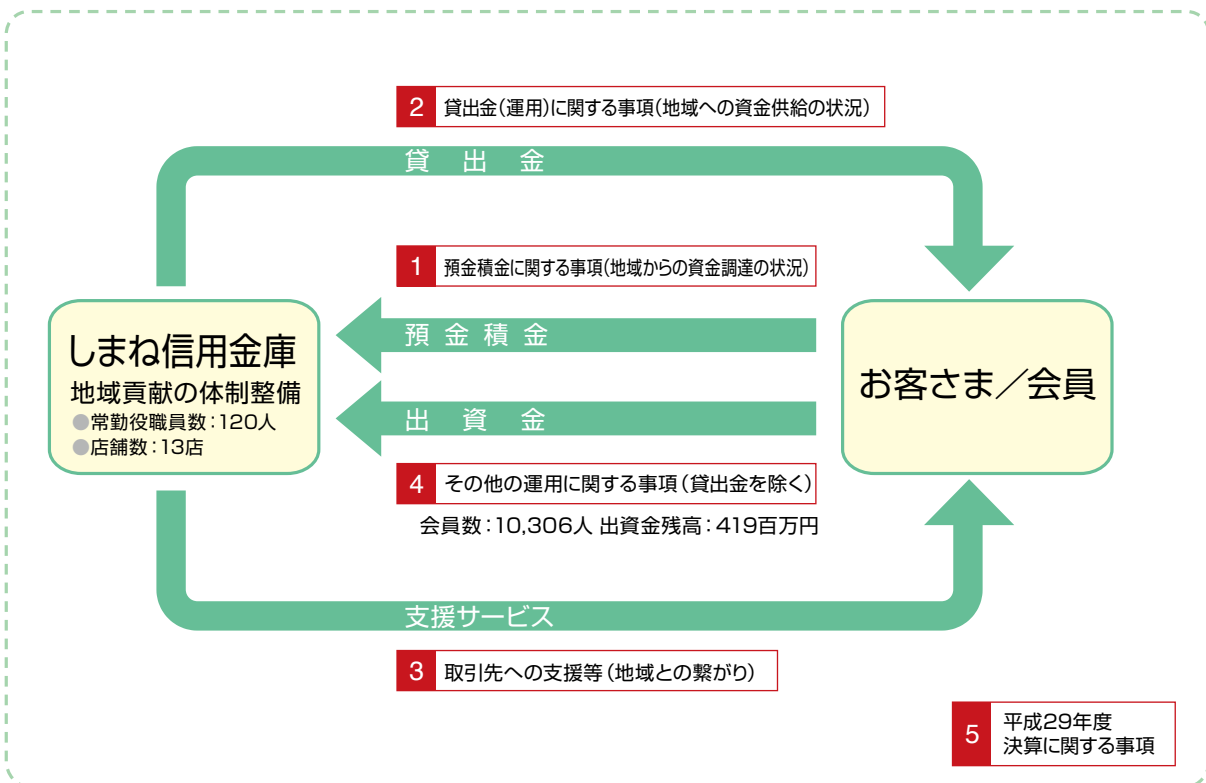 2 貸出金(運用)に関する事項(地域への資金供給の状況)
貸出金
1 預金積金に関する事項(地域からの資金調達の状況)
預金積金
しまね信用金庫
地域貢献の体制整備
●常勤役職員数:120人
●店舗数:13店
お客さま/会員
出資金
4 その他の運用に関する事項(貸出金を除く)
会員数:10,306人 出資金残高:419百万円
支援サービス
3 取引先への支援等(地域との繋がり)
5 平成29年度
決算に関する事項